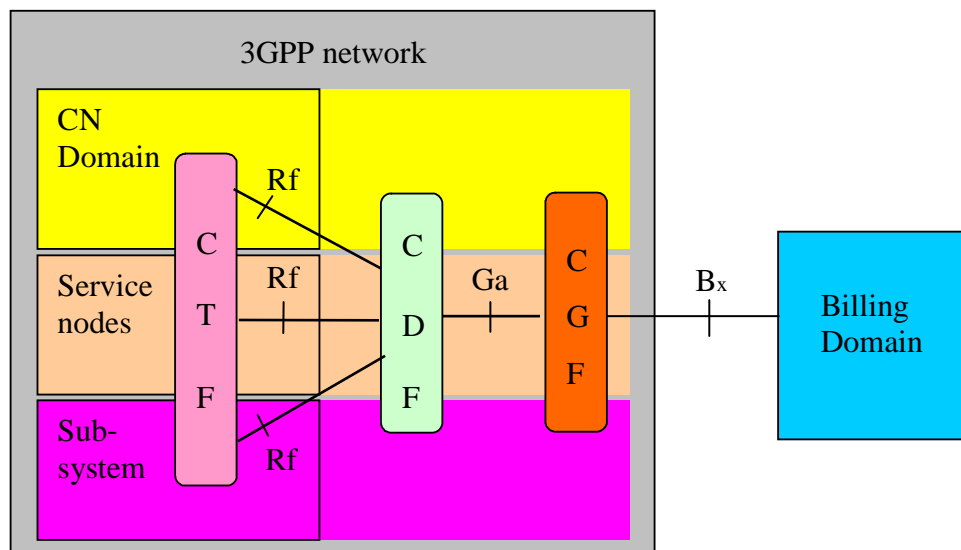 3GPP network
CN
Domain
Rf
C
T
F
Service
nodes
Rf
Sub-
system
Rf
C
D
F
Ga
C
G
F
Bx
Billing
Domain